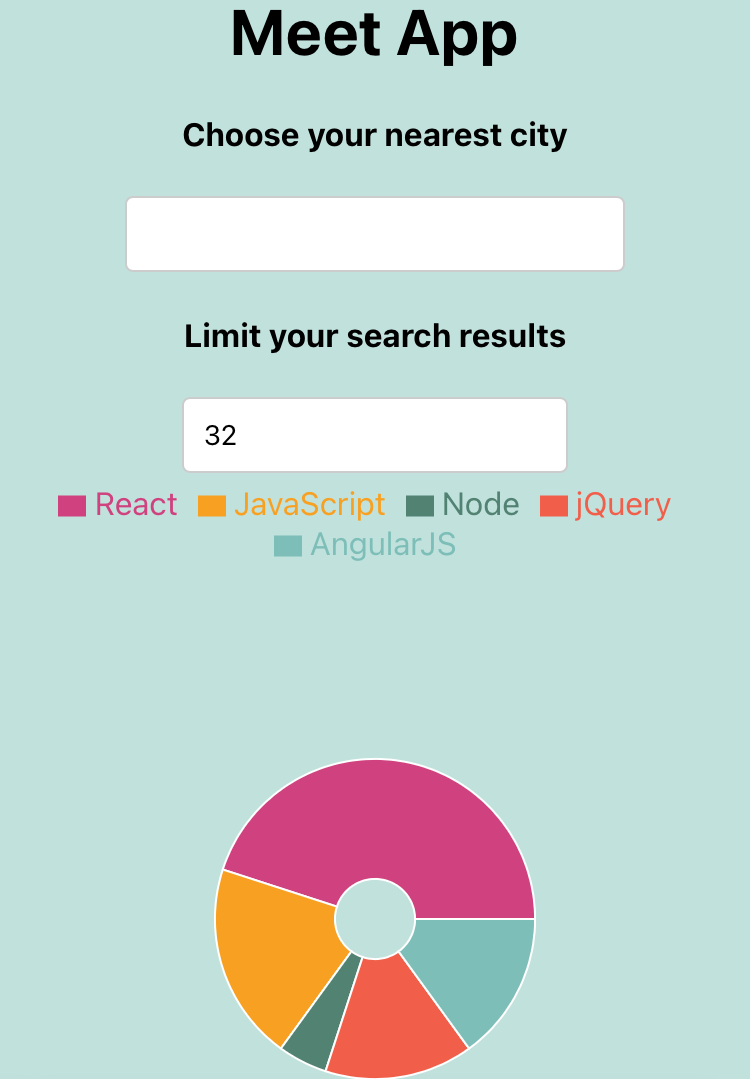 Meet App
Choose your nearest city
Limit your search results
32
React JavaScript Node jQuery
AngularJS